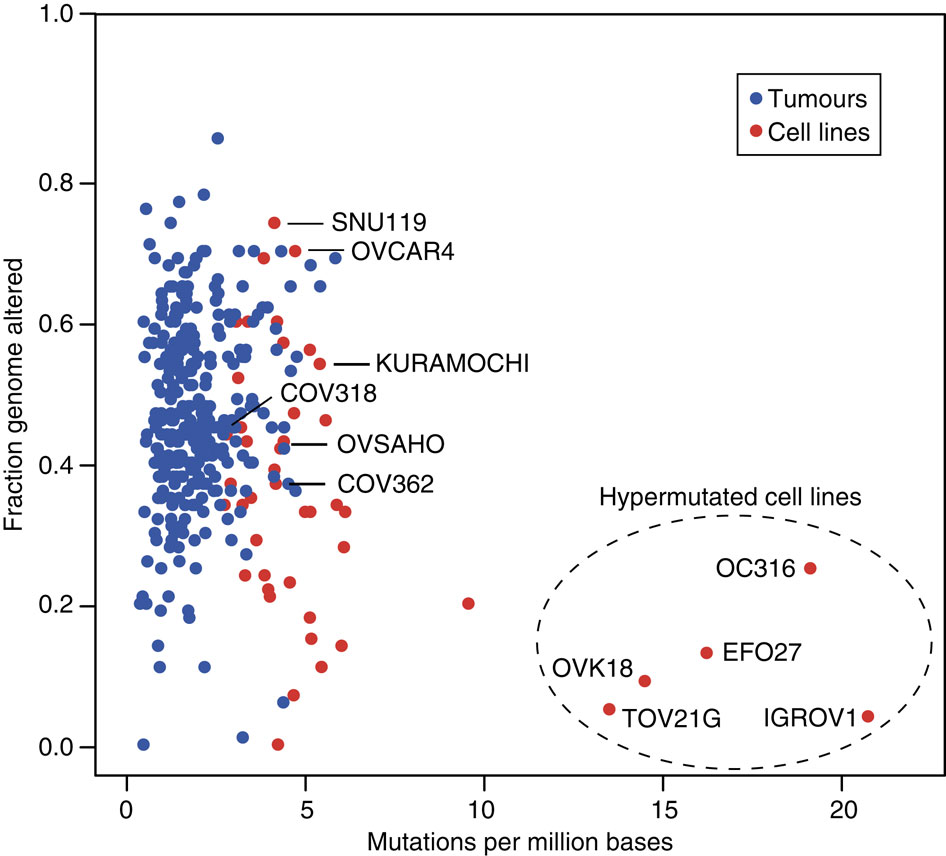 1.0
0.8
0.6
0.4
0.2
0.0
Fraction genome altered
Tumours
Cell lines
SNU119
OVCAR4
KURAMOCHI
COV318
OVSAHO
COV362
Hypermutated cell lines
OC316
EFO27
OVK18
TOV21G
IGROV1
0 5 10 15 20
Mutations per million bases